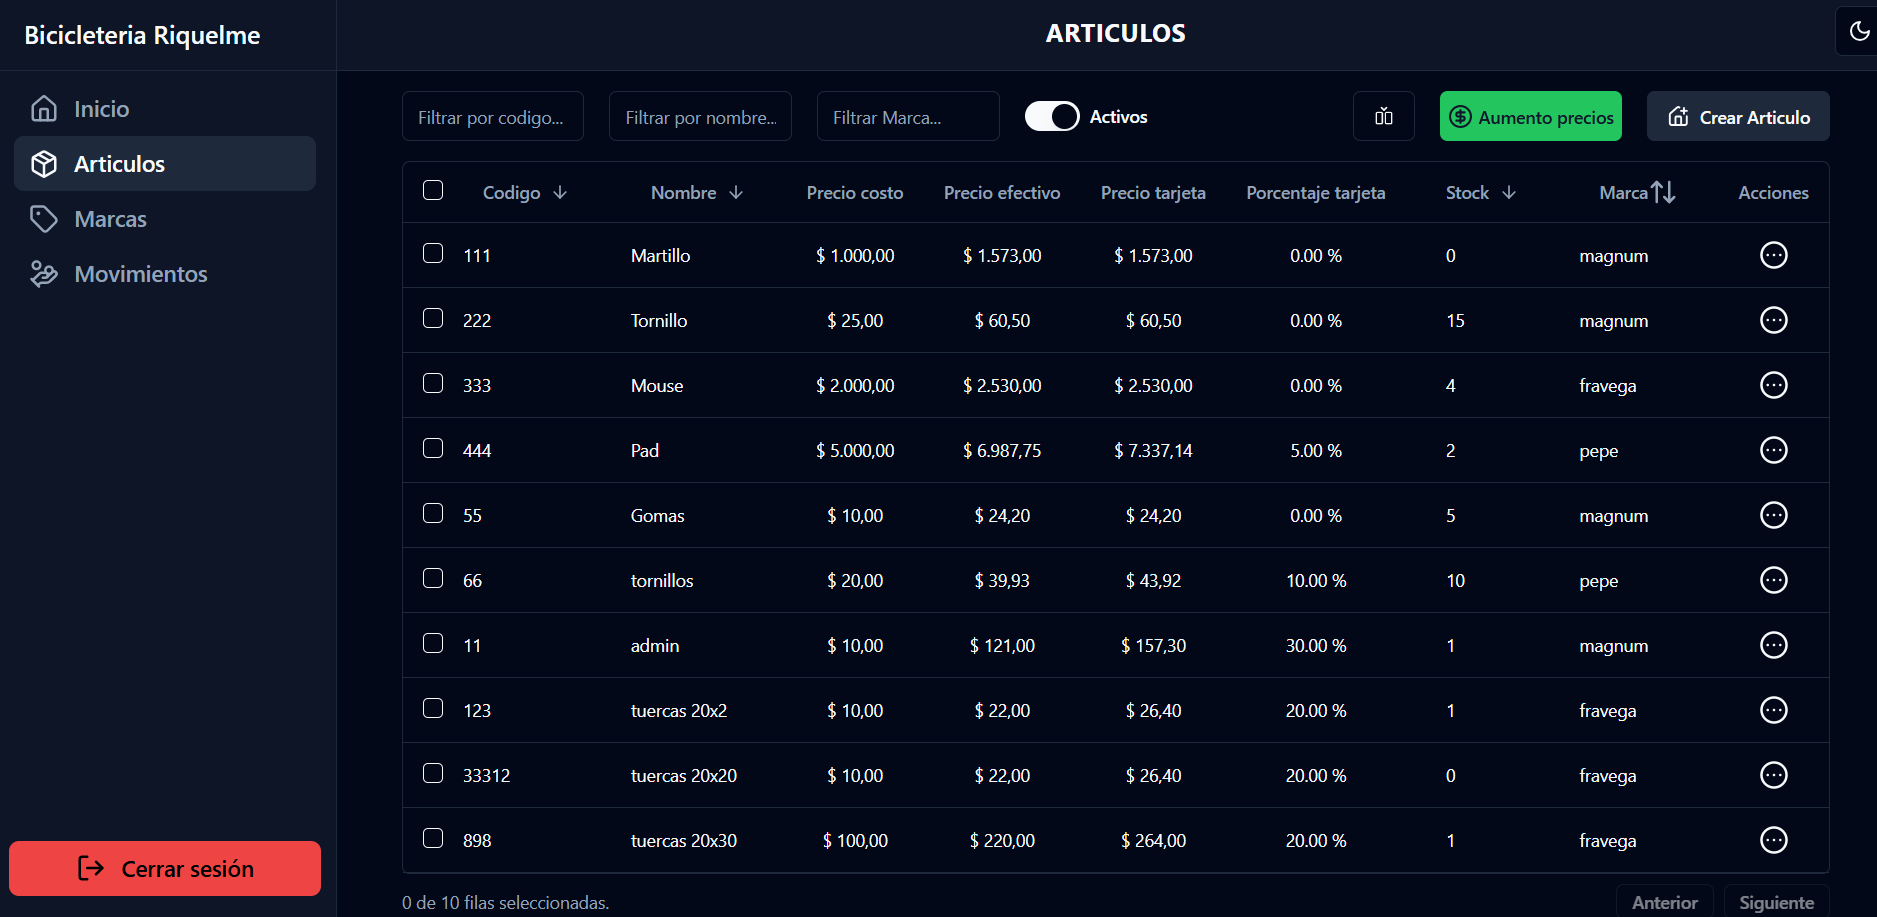 Bicicleteria Riquelme
ARTICULOS
Inicio
Articulos
Marcas
Movimientos
Cerrar sesión
Filtrar por codigo... Filtrar por nombre... Filtrar Marca... Activos Aumento precios Crear Articulo
Codigo Nombre Precio costo Precio efectivo Precio tarjeta Porcentaje tarjeta Stock Marca Acciones
111 Martillo $ 1.000,00 $ 1.573,00 $ 1.573,00 0.00 % 0 magnum
222 Tornillo $ 25,00 $ 60,50 $ 60,50 0.00 % 15 magnum
333 Mouse $ 2.000,00 $ 2.530,00 $ 2.530,00 0.00 % 4 fravega
444 Pad $ 5.000,00 $ 6.987,75 $ 7.337,14 5.00 % 2 pepe
55 Gomas $ 10,00 $ 24,20 $ 24,20 0.00 % 5 magnum
66 tornillos $ 20,00 $ 39,93 $ 43,92 10.00 % 10 pepe
11 admin $ 10,00 $ 121,00 $ 157,30 30.00 % 1 magnum
123 tuercas 20x2 $ 10,00 $ 22,00 $ 26,40 20.00 % 1 fravega
33312 tuercas 20x20 $ 10,00 $ 22,00 $ 26,40 20.00 % 0 fravega
898 tuercas 20x30 $ 100,00 $ 220,00 $ 264,00 20.00 % 1 fravega
0 de 10 filas seleccionadas. Anterior Siguiente